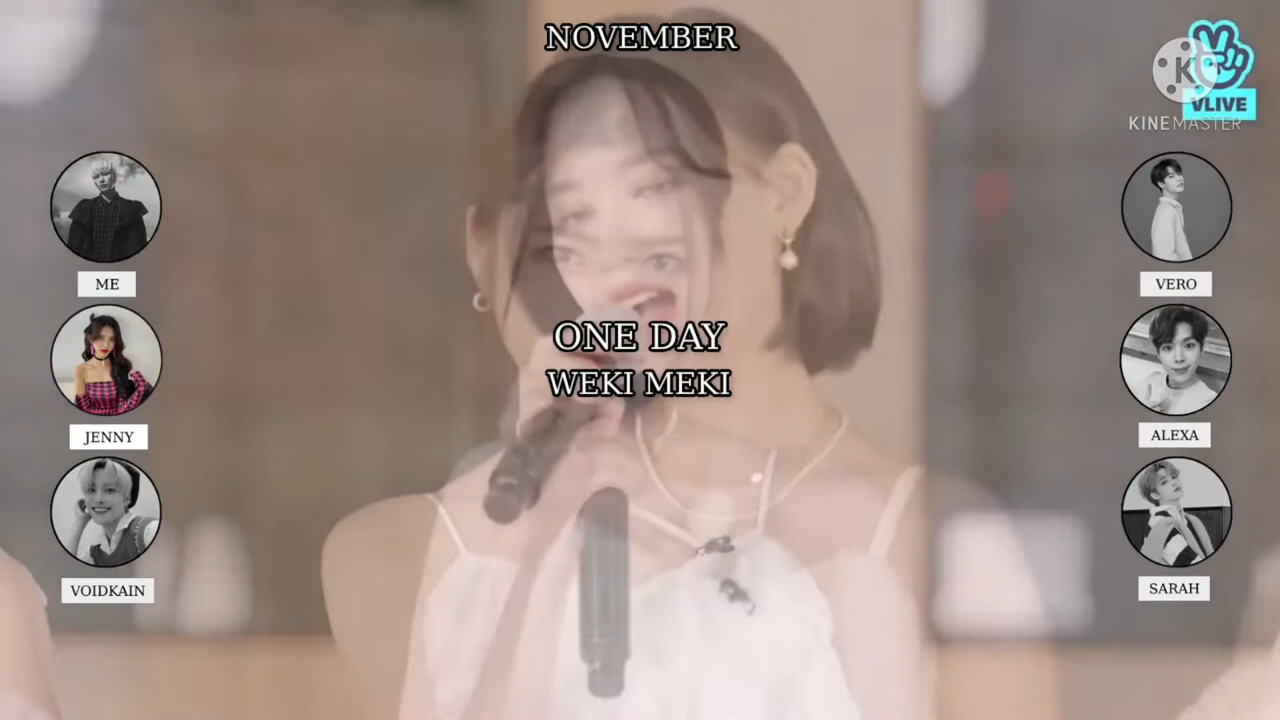 NOVEMBER
K
VLIVE
KINEMASTER
ME
VERO
ONE DAY
WEKI MEKI
JENNY
ALEXA
VOIDKAIN
SARAH